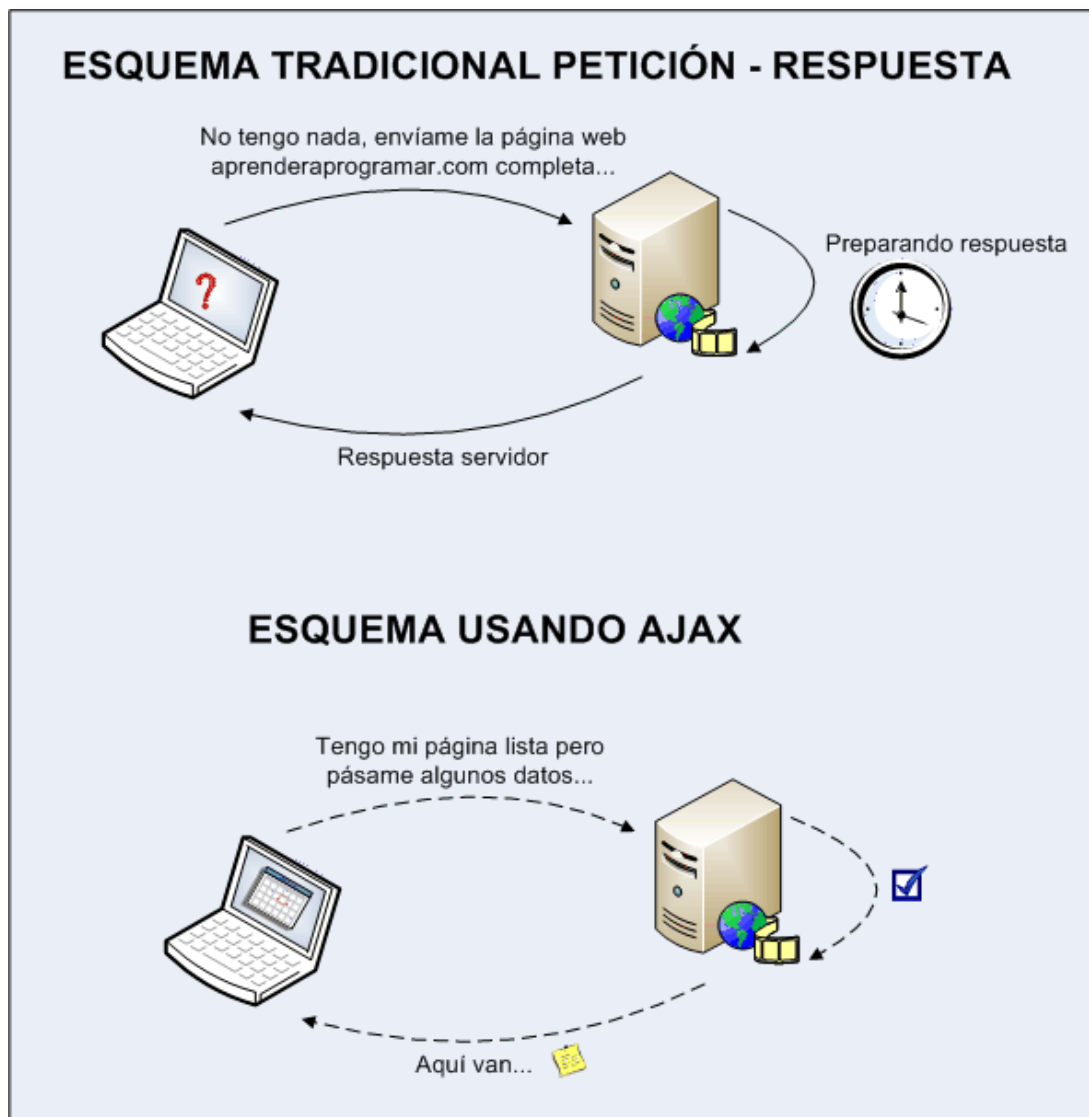 ESQUEMA TRADICIONAL PETICIÓN - RESPUESTA
No tengo nada, envíame la página web
aprenderaprogramar.com completa...
Preparando respuesta
Respuesta servidor
ESQUEMA USANDO AJAX
Tengo mi página lista pero
pásame algunos datos...
Aquí van...